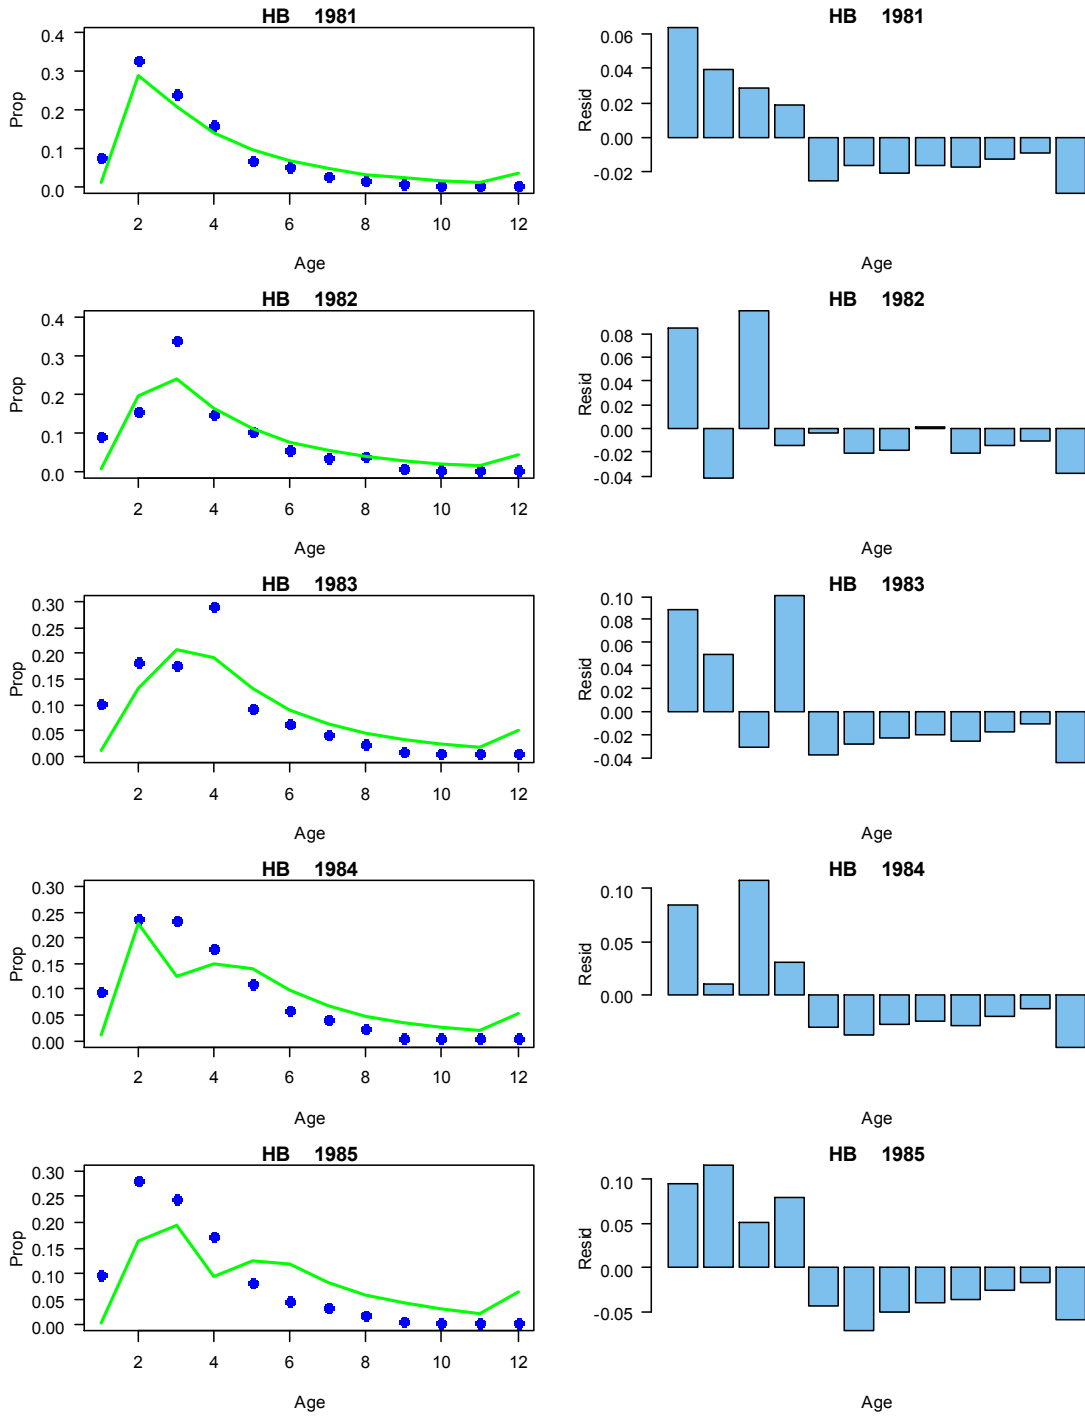 HB 1981
Prop
0.4
0.3
0.2
0.1
0.0
2 4 6 8 10 12
Age
HB 1981
Resid
0.06
0.04
0.02
0.00
-0.02
Age
HB 1982
Prop
0.4
0.3
0.2
0.1
0.0
2 4 6 8 10 12
Age
HB 1982
Resid
0.08
0.06
0.04
0.02
0.00
-0.02
-0.04
Age
HB 1983
Prop
0.30
0.25
0.20
0.15
0.10
0.05
0.00
2 4 6 8 10 12
Age
HB 1983
Resid
0.10
0.08
0.06
0.04
0.02
0.00
-0.02
-0.04
Age
HB 1984
Prop
0.30
0.25
0.20
0.15
0.10
0.05
0.00
2 4 6 8 10 12
Age
HB 1984
Resid
0.10
0.05
0.00
Age
HB 1985
Prop
0.30
0.25
0.20
0.15
0.10
0.05
0.00
2 4 6 8 10 12
Age
HB 1985
Resid
0.10
0.05
0.00
-0.05
Age